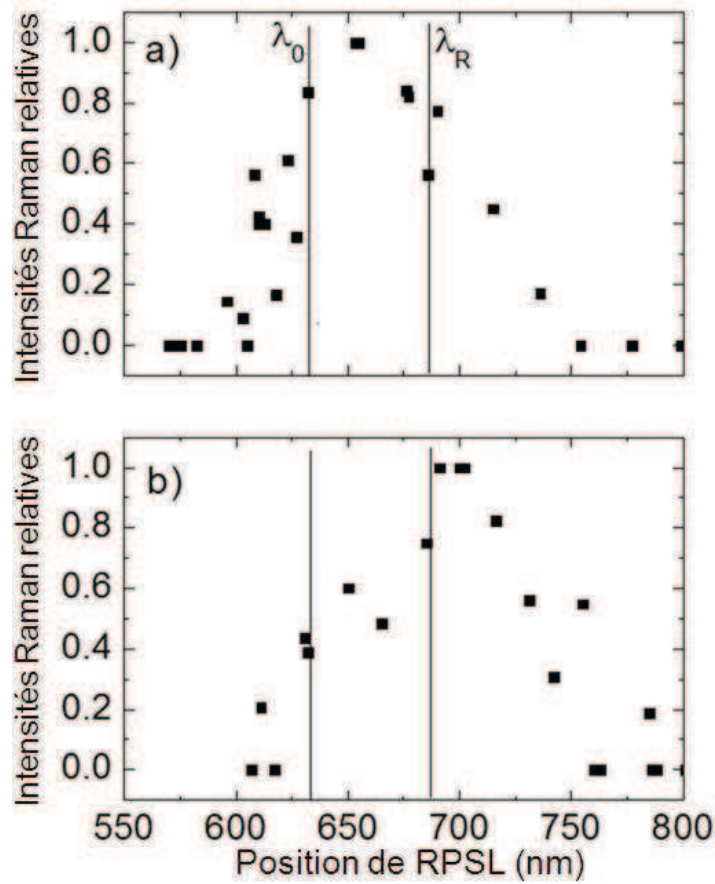 a)
λ0
λR
Intensités Raman relatives
1.0
0.8
0.6
0.4
0.2
0.0
b)
Intensités Raman relatives
1.0
0.8
0.6
0.4
0.2
0.0
550 600 650 700 750 800
Position de RPSL (nm)